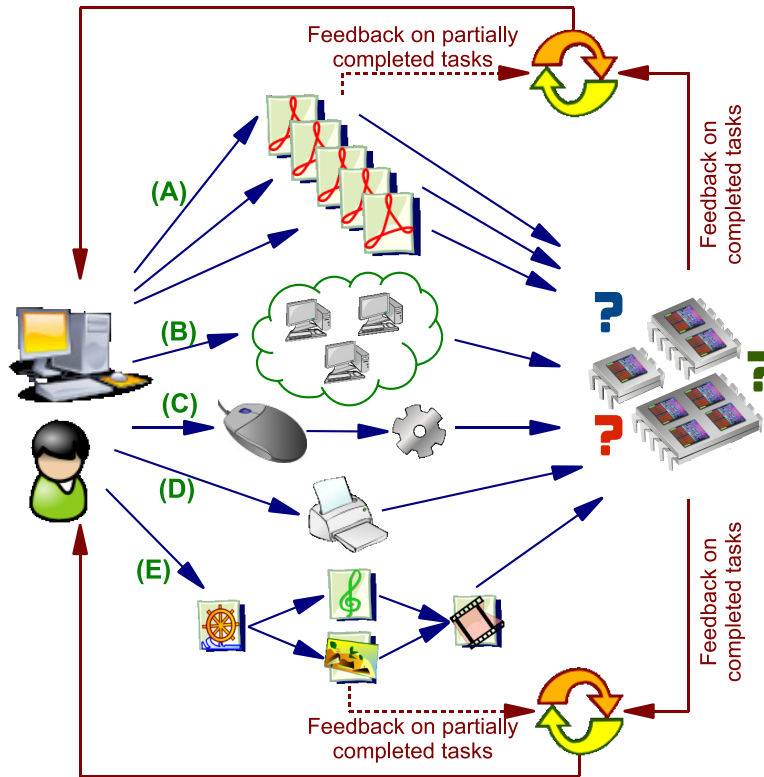 Feedback on partially
completed tasks
Feedback on
completed tasks
(A)
?
(B)
?
(C)
?
(D)
(E)
Feedback on
completed tasks
Feedback on partially
completed tasks